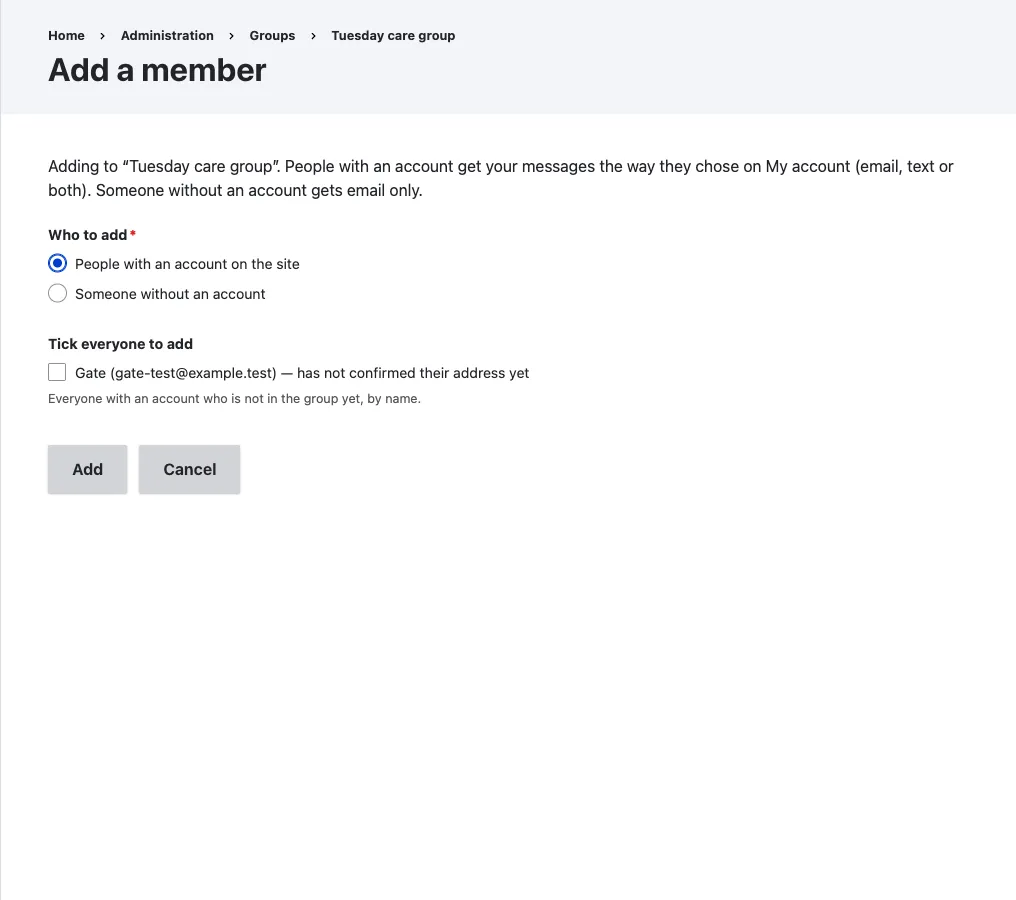 Home › Administration › Groups › Tuesday care group
Add a member
Adding to “Tuesday care group”. People with an account get your messages the way they chose on My account (email, text or
both). Someone without an account gets email only.
Who to add*
People with an account on the site
Someone without an account
Tick everyone to add
Gate (gate-test@example.test) — has not confirmed their address yet
Everyone with an account who is not in the group yet, by name.
Add Cancel